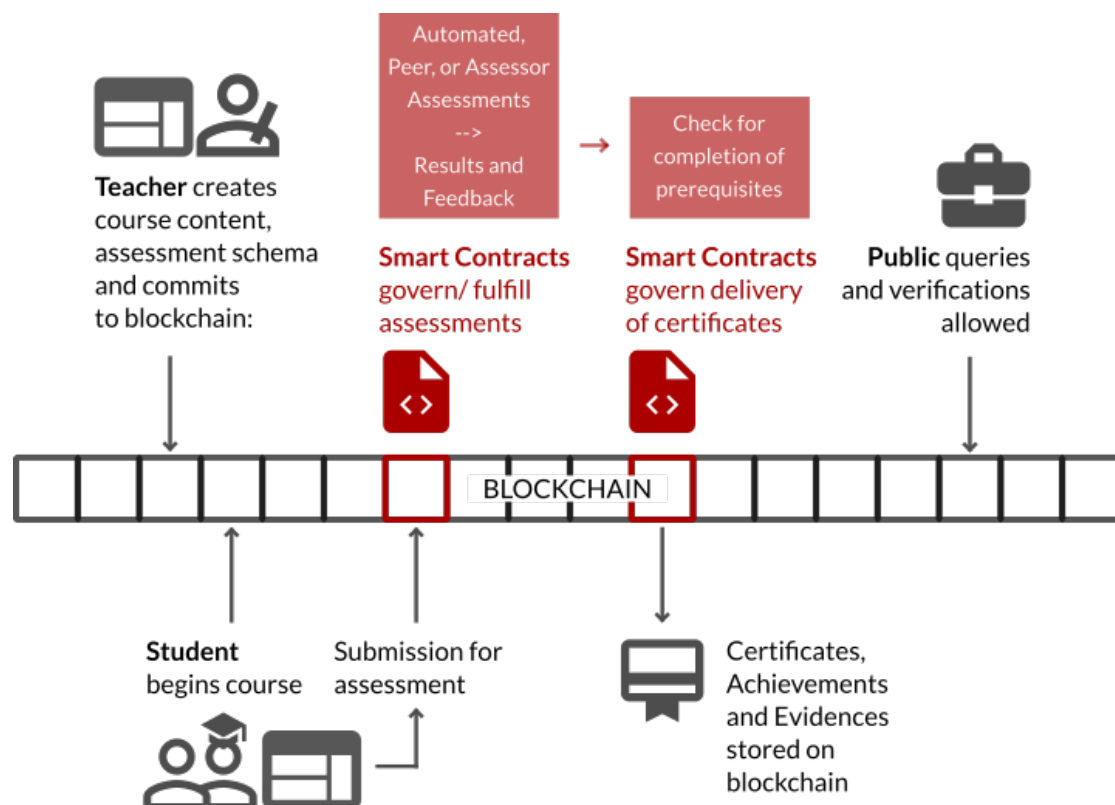 Automated,
Peer, or Assessor
Assessments
-->
Results and
Feedback
Check for
completion of
prerequisites
Teacher creates
course content,
assessment schema
and commits
to blockchain:
Smart Contracts
govern/ fulfill
assessments
Smart Contracts
govern delivery
of certificates
Public queries
and verifications
allowed
< >
< >
BLOCKCHAIN
Student
begins course
Submission for
assessment
Certificates,
Achievements
and Evidences
stored on
blockchain